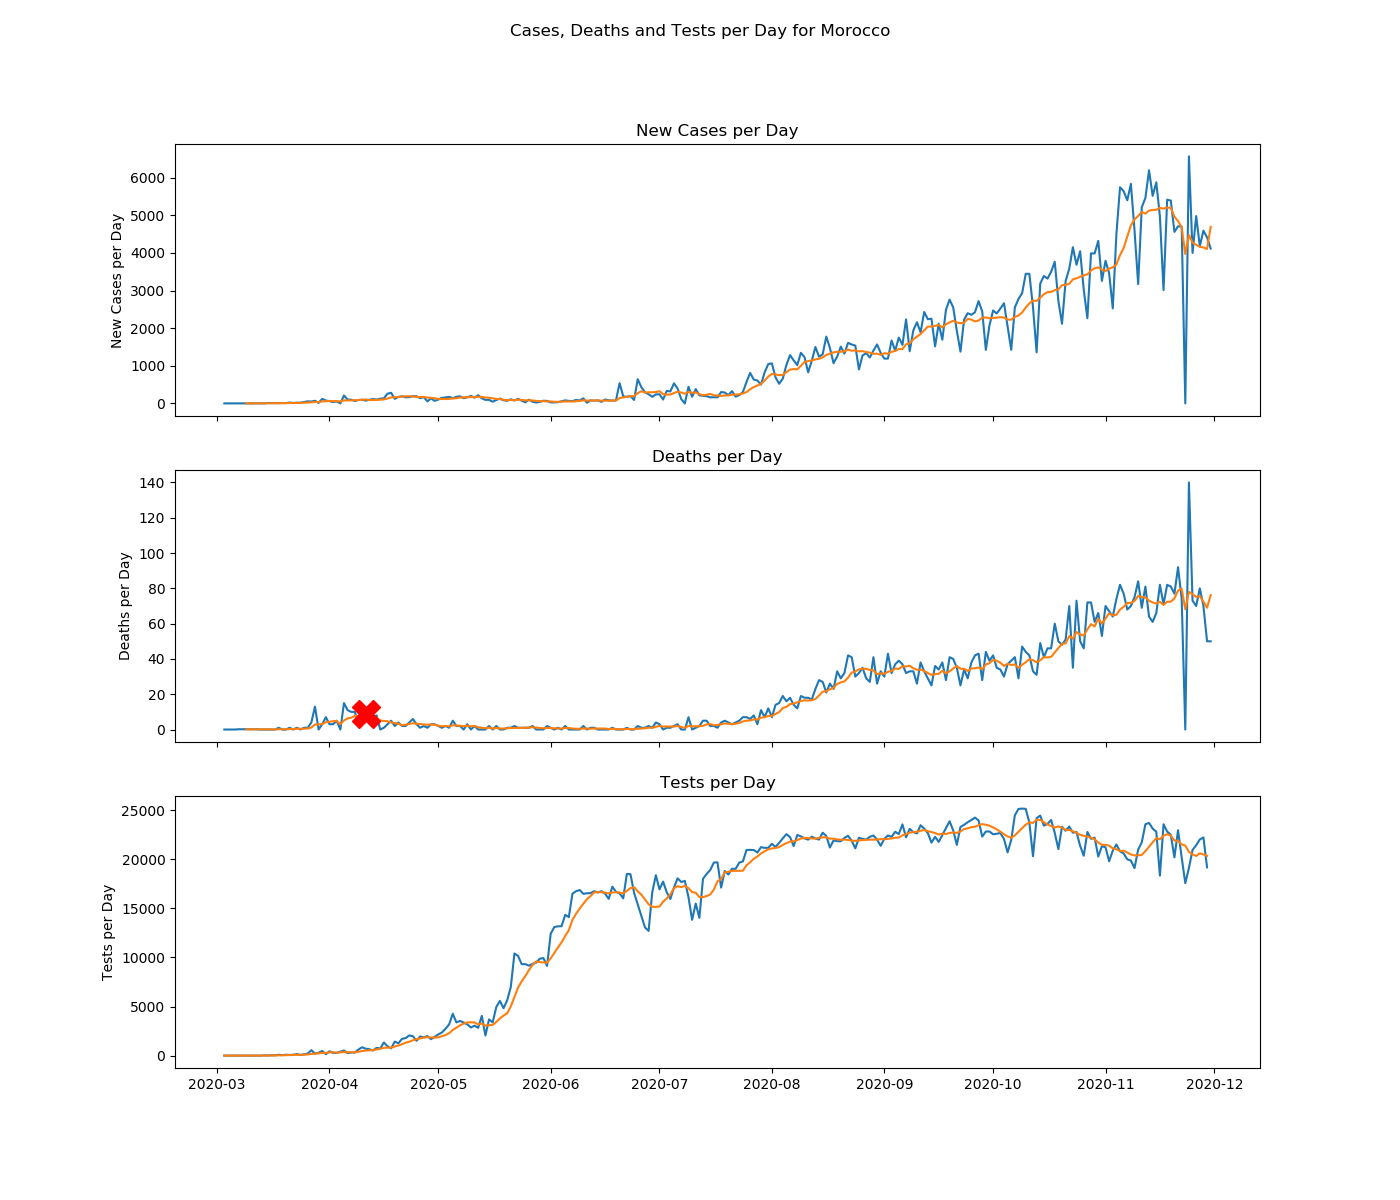 Cases, Deaths and Tests per Day for Morocco
New Cases per Day
New Cases per Day
6000
5000
4000
3000
2000
1000
0
Deaths per Day
Deaths per Day
140
120
100
80
60
40
20
0
Tests per Day
Tests per Day
25000
20000
15000
10000
5000
0
2020-03 2020-04 2020-05 2020-06 2020-07 2020-08 2020-09 2020-10 2020-11 2020-12